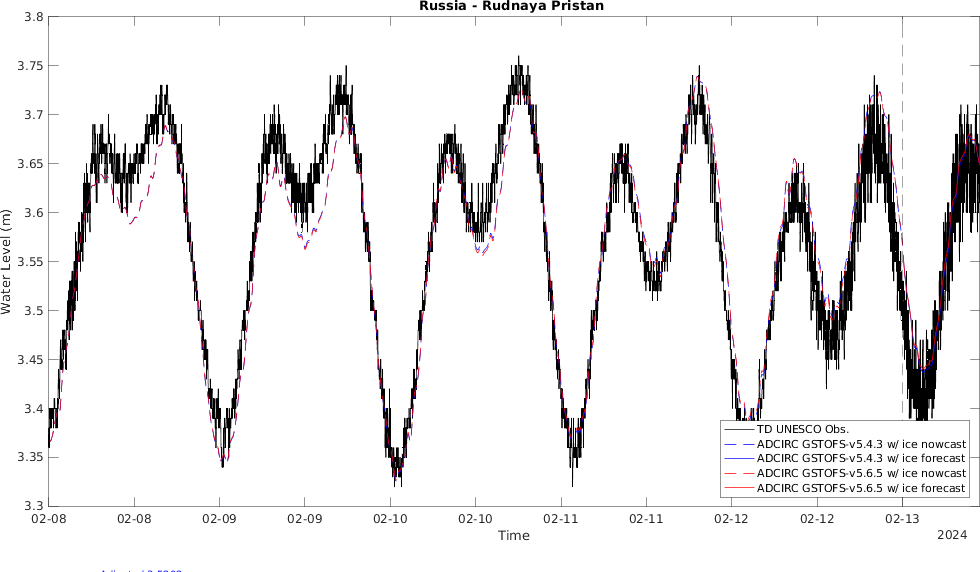 Russia - Rudnaya Pristan
3.8
3.75
3.7
3.65
3.6
3.55
3.5
3.45
3.4
3.35
3.3
Water Level (m)
TD UNESCO Obs.
ADCIRC GSTOFS-v5.4.3 w/ ice nowcast
ADCIRC GSTOFS-v5.4.3 w/ ice forecast
ADCIRC GSTOFS-v5.6.5 w/ ice nowcast
ADCIRC GSTOFS-v5.6.5 w/ ice forecast
02-08 02-08 02-09 02-09 02-10 02-10 02-11 02-11 02-12 02-12 02-13
Time
2024